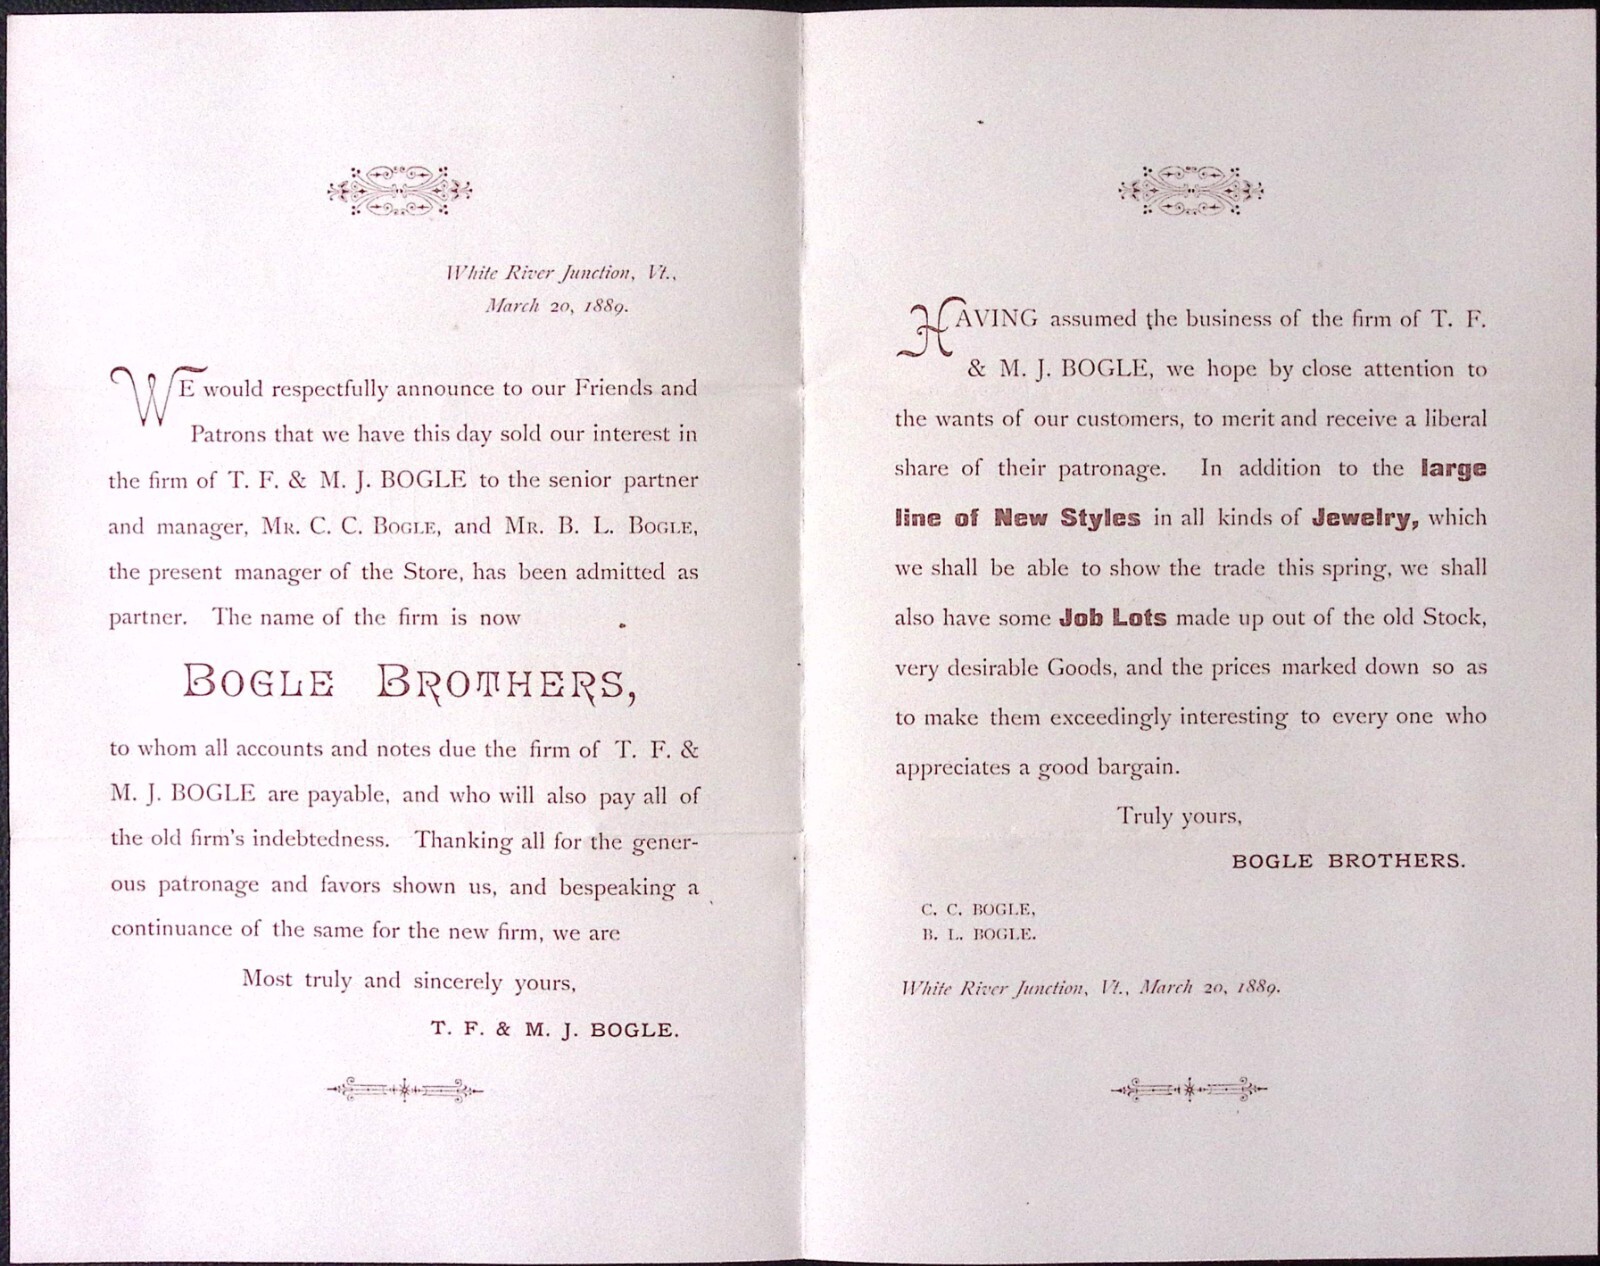 White River Junction, Vt.,
March 20, 1889.
WE would respectfully announce to our Friends and
Patrons that we have this day sold our interest in
the firm of T. F. & M. J. BOGLE to the senior partner
and manager, MR. C. C. BOGLE, and MR. B. L. BOGLE,
the present manager of the Store, has been admitted as
partner. The name of the firm is now
BOGLE BROTHERS,
to whom all accounts and notes due the firm of T. F. &
M. J. BOGLE are payable, and who will also pay all of
the old firm's indebtedness. Thanking all for the gener-
ous patronage and favors shown us, and bespeaking a
continuance of the same for the new firm, we are
Most truly and sincerely yours,
T. F. & M. J. BOGLE.
HAVING assumed the business of the firm of T. F.
& M. J. BOGLE, we hope by close attention to
the wants of our customers, to merit and receive a liberal
share of their patronage. In addition to the large
line of New Styles in all kinds of Jewelry, which
we shall be able to show the trade this spring, we shall
also have some Job Lots made up out of the old Stock,
very desirable Goods, and the prices marked down so as
to make them exceedingly interesting to every one who
appreciates a good bargain.
Truly yours,
BOGLE BROTHERS.
C. C. BOGLE,
B. L. BOGLE.
White River Junction, Vt., March 20, 1889.